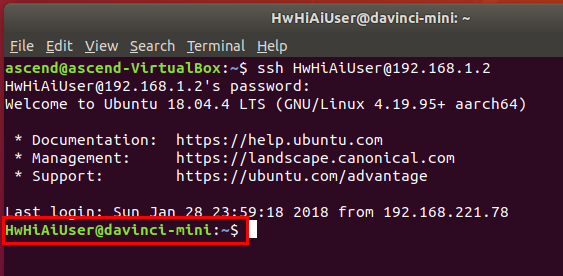 HwHiAiUser@davinci-mini: ~
File Edit View Search Terminal Help
ascend@ascend-VirtualBox:~$ ssh HwHiAiUser@192.168.1.2
HwHiAiUser@192.168.1.2's password:
Welcome to Ubuntu 18.04.4 LTS (GNU/Linux 4.19.95+ aarch64)
* Documentation: https://help.ubuntu.com
* Management: https://landscape.canonical.com
* Support: https://ubuntu.com/advantage
Last login: Sun Jan 28 23:59:18 2018 from 192.168.221.78
HwHiAiUser@davinci-mini:~$